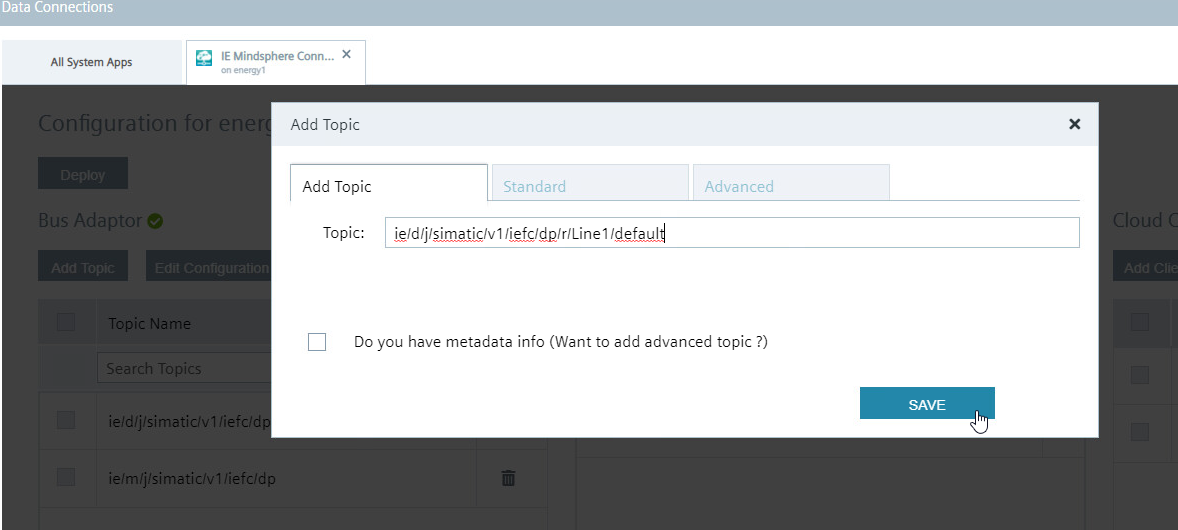 Data Connections
All System Apps
IE Mindsphere Conn...
on energy1
Configuration for energ
Add Topic
Deploy
Add Topic
Standard
Advanced
Bus Adaptor
Topic:
ie/d/j/simatic/v1/iefc/dp/r/Line1/default
Cloud C
Add Topic
Edit Configuration
Add Clie
Topic Name
Do you have metadata info (Want to add advanced topic ?)
Search Topics
SAVE
ie/d/j/simatic/v1/iefc/dp
ie/m/j/simatic/v1/iefc/dp